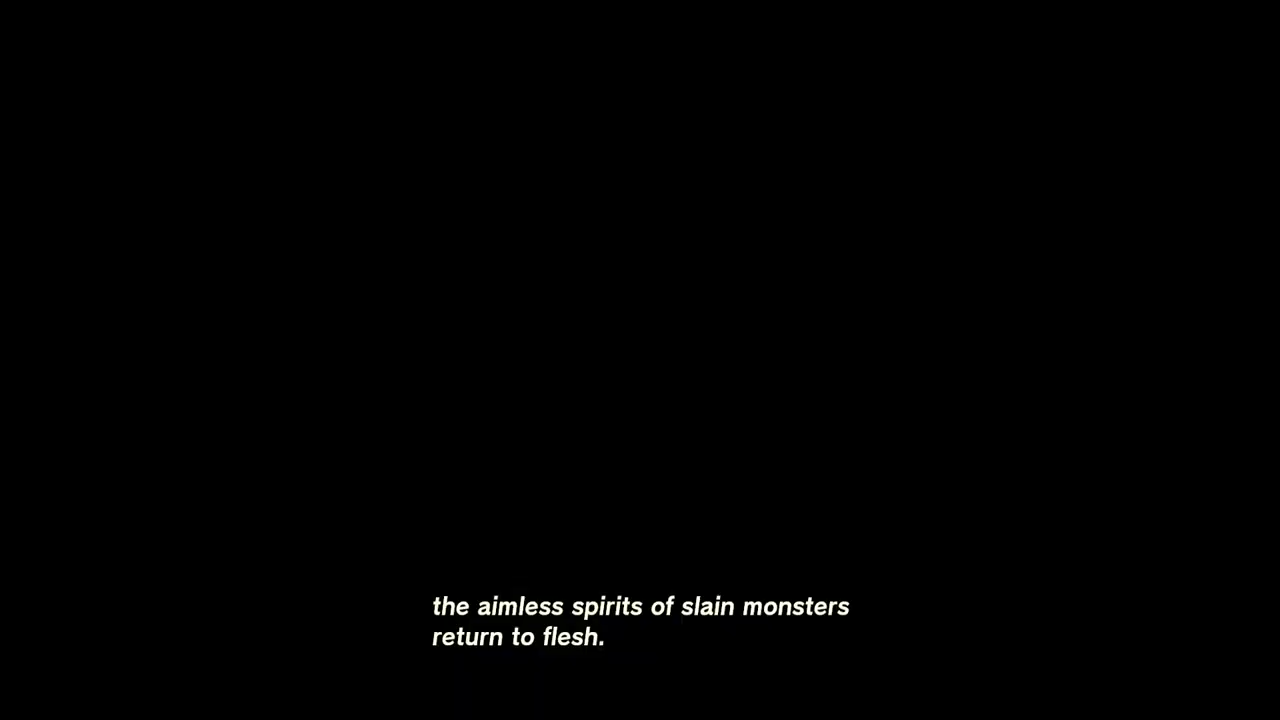 the aimless spirits of slain monsters
return to flesh.